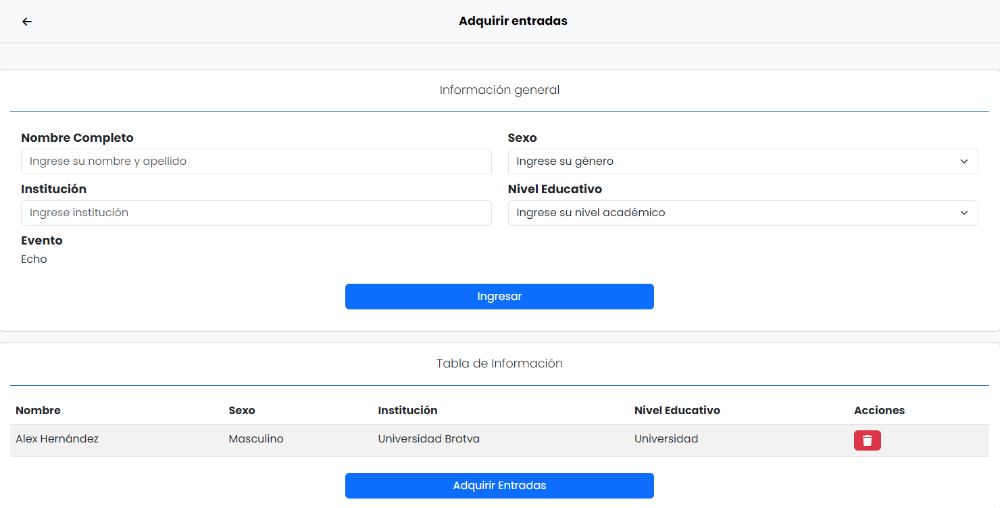 Adquirir entradas
Información general
Nombre Completo
Sexo
Ingrese su nombre y apellido
Ingrese su género
Institución
Nivel Educativo
Ingrese institución
Ingrese su nivel académico
Evento
Echo
Ingresar
Tabla de Información
Nombre Sexo Institución Nivel Educativo Acciones
Alex Hernández Masculino Universidad Bratva Universidad
Adquirir Entradas